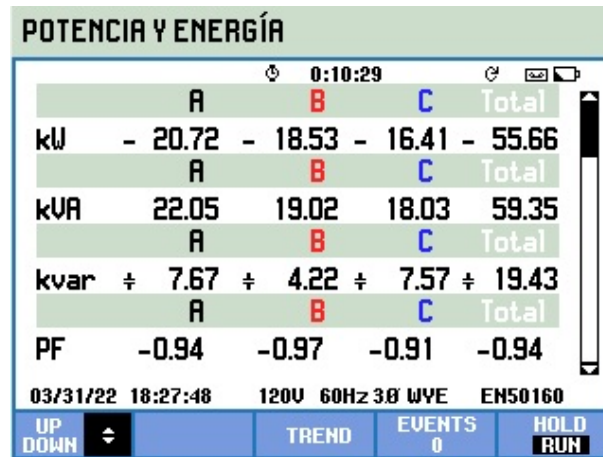 POTENCIA Y ENERGÍA
0:10:29
A B C Total
kW - 20.72 - 18.53 - 16.41 - 55.66
A B C Total
kVA 22.05 19.02 18.03 59.35
A B C Total
kvar ÷ 7.67 ÷ 4.22 ÷ 7.57 ÷ 19.43
A B C Total
PF -0.94 -0.97 -0.91 -0.94
03/31/22 18:27:48 120V 60Hz 3Ø WYE EN50160
UP DOWN TREND EVENTS 0 HOLD RUN